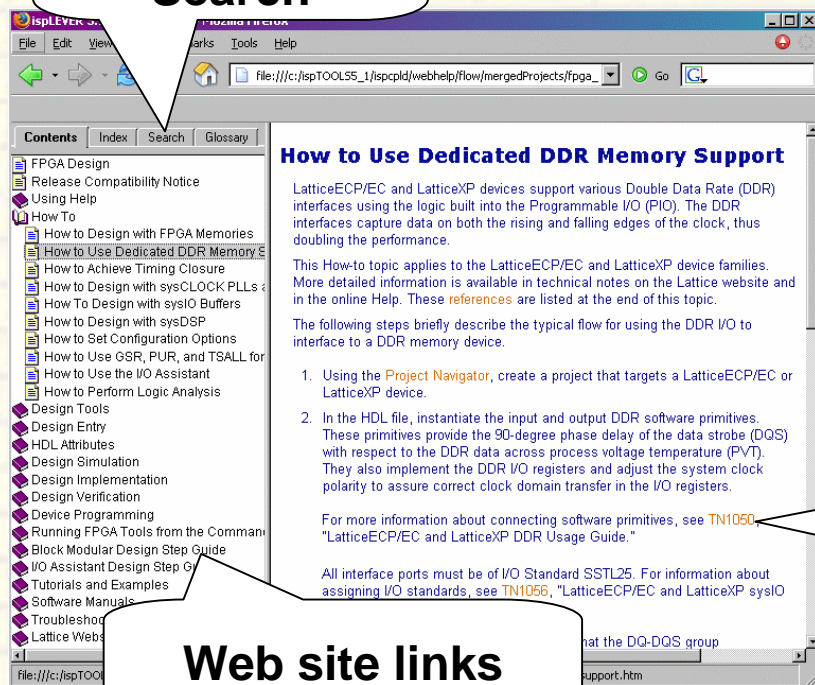 Search
ispLEVER 5. Mozilla Firefox
File Edit View Tools Help
file:///c:/ispTOOLS5_1/ispcpld/webhelp/flow/mergedProjects/fpga_ Go G
Contents Index Search Glossary
FPGA Design
Release Compatibility Notice
Using Help
How To
How to Design with FPGA Memories
How to Use Dedicated DDR Memory S
How to Achieve Timing Closure
How to Design with sysCLOCK PLLs
How To Design with sysIO Buffers
How to Design with sysDSP
How to Set Configuration Options
How to Use GSR, PUR, and TSALL for
How to Use the I/O Assistant
How to Perform Logic Analysis
Design Tools
Design Entry
HDL Attributes
Design Simulation
Design Implementation
Design Verification
Device Programming
Running FPGA Tools from the Comman
Block Modular Design Step Guide
I/O Assistant Design Step G
Tutorials and Examples
Software Manuals
Troubleshoo
Lattice Webs
How to Use Dedicated DDR Memory Support
LatticeECP/EC and LatticeXP devices support various Double Data Rate (DDR)
interfaces using the logic built into the Programmable I/O (PIO). The DDR
interfaces capture data on both the rising and falling edges of the clock, thus
doubling the performance.
This How-to topic applies to the LatticeECP/EC and LatticeXP device families.
More detailed information is available in technical notes on the Lattice website and
in the online Help. These references are listed at the end of this topic.
The following steps briefly describe the typical flow for using the DDR I/O to
interface to a DDR memory device.
1. Using the Project Navigator, create a project that targets a LatticeECP/EC or
LatticeXP device.
2. In the HDL file, instantiate the input and output DDR software primitives.
These primitives provide the 90-degree phase delay of the data strobe (DQS)
with respect to the DDR data across process voltage temperature (PVT).
They also implement the DDR I/O registers and adjust the system clock
polarity to assure correct clock domain transfer in the I/O registers.
For more information about connecting software primitives, see TN1050,
"LatticeECP/EC and LatticeXP DDR Usage Guide."
All interface ports must be of I/O Standard SSTL25. For information about
assigning I/O standards, see TN1056, "LatticeECP/EC and LatticeXP sysIO
hat the DQ-DQS group
Web site links
file:///c:/ispTOOL support.htm